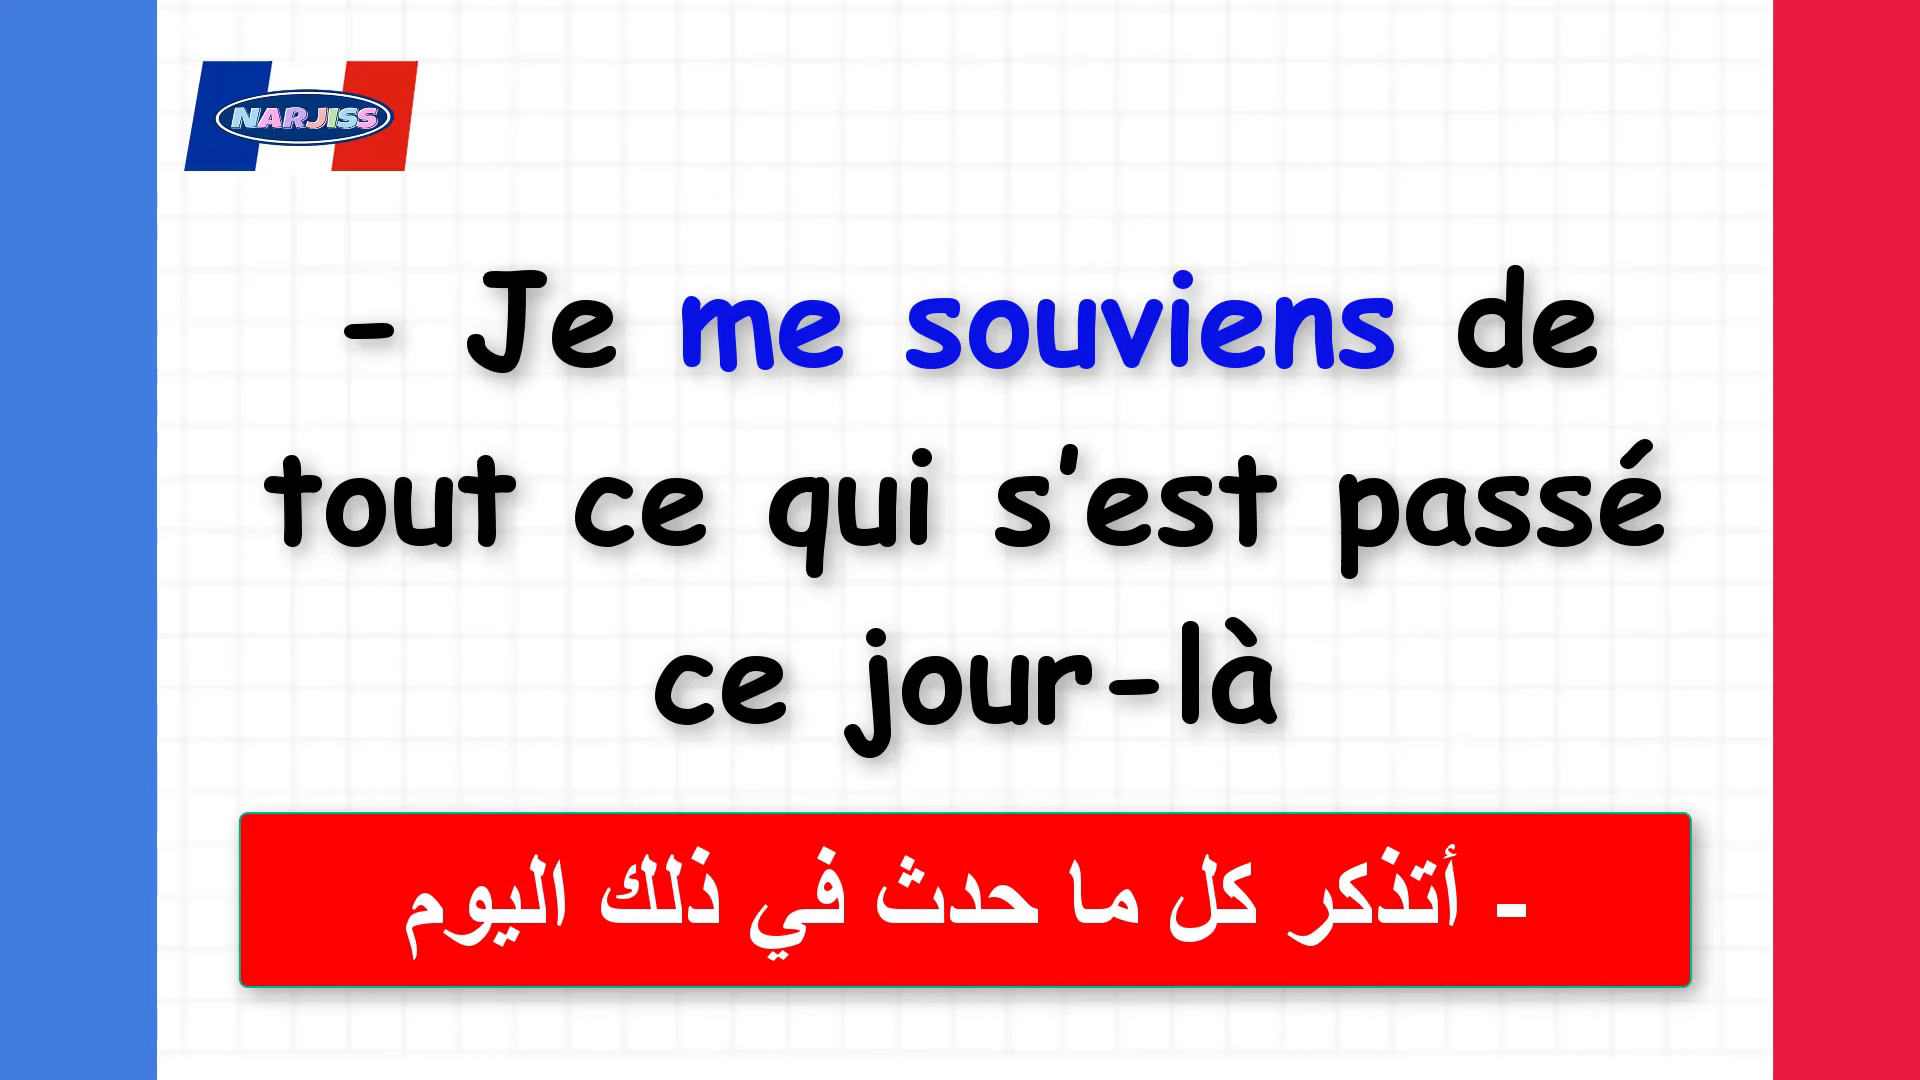 NARJISS
- Je me souviens de
tout ce qui s'est passé
ce jour-là
- أتذكر كل ما حدث في ذلك اليوم